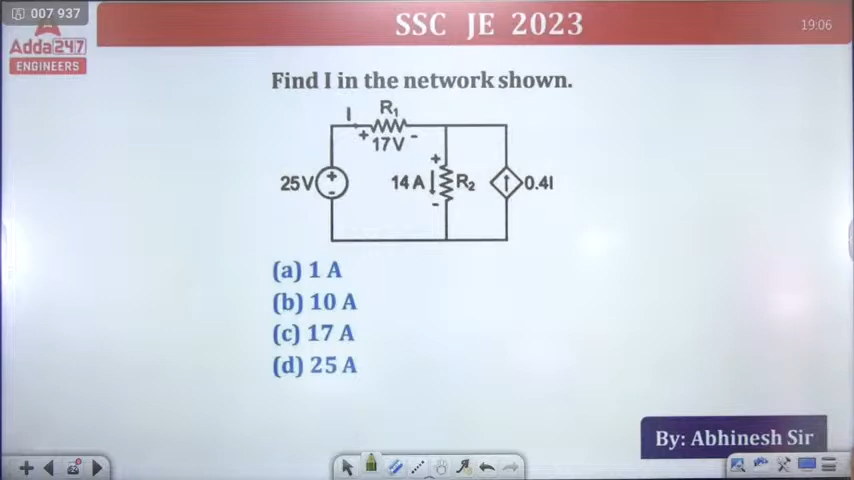 007 937
SSC JE 2023
19:06
Adda247
ENGINEERS
Find I in the network shown.
I
R₁
+ 17V -
25V
+
-
14 A
+
-
R₂
0.4I
(a) 1 A
(b) 10 A
(c) 17 A
(d) 25 A
By: Abhinesh Sir